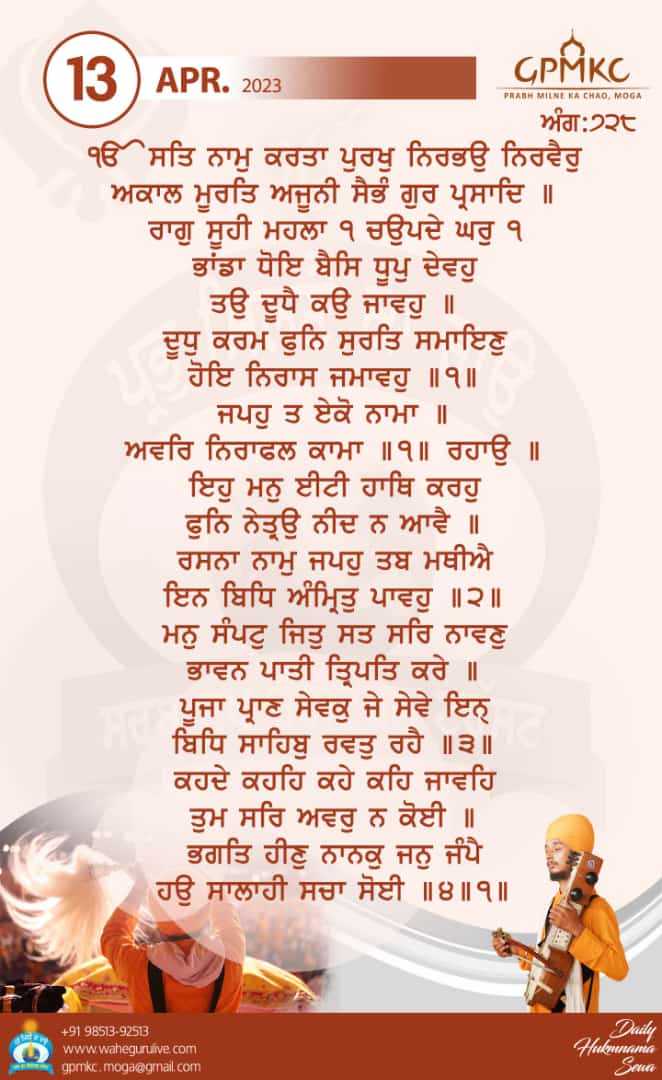 13 APR. 2023
GPMKC
PRABH MILNE KA CHAO, MOGA
ਅੰਗ:੭੨੮
ੴ ਸਤਿ ਨਾਮੁ ਕਰਤਾ ਪੁਰਖੁ ਨਿਰਭਉ ਨਿਰਵੈਰੁ
ਅਕਾਲ ਮੂਰਤਿ ਅਜੂਨੀ ਸੈਭੰ ਗੁਰ ਪ੍ਰਸਾਦਿ ॥
ਰਾਗੁ ਸੂਹੀ ਮਹਲਾ ੧ ਚਉਪਦੇ ਘਰੁ ੧
ਭਾਂਡਾ ਧੋਇ ਬੈਸਿ ਧੂਪੁ ਦੇਵਹੁ
ਤਉ ਦੂਧੈ ਕਉ ਜਾਵਹੁ ॥
ਦੂਧੁ ਕਰਮ ਫੁਨਿ ਸੁਰਤਿ ਸਮਾਇਣੁ
ਹੋਇ ਨਿਰਾਸ ਜਮਾਵਹੁ ॥੧॥
ਜਪਹੁ ਤ ਏਕੋ ਨਾਮਾ ॥
ਅਵਰਿ ਨਿਰਾਫਲ ਕਾਮਾ ॥੧॥ ਰਹਾਉ ॥
ਇਹੁ ਮਨੁ ਈਟੀ ਹਾਥਿ ਕਰਹੁ
ਫੁਨਿ ਨੇਤ੍ਰਉ ਨੀਦ ਨ ਆਵੈ ॥
ਰਸਨਾ ਨਾਮੁ ਜਪਹੁ ਤਬ ਮਥੀਐ
ਇਨ ਬਿਧਿ ਅੰਮ੍ਰਿਤੁ ਪਾਵਹੁ ॥੨॥
ਮਨੁ ਸੰਪਟੁ ਜਿਤੁ ਸਤ ਸਰਿ ਨਾਵਣੁ
ਭਾਵਨ ਪਾਤੀ ਤ੍ਰਿਪਤਿ ਕਰੇ ॥
ਪੂਜਾ ਪ੍ਰਾਣ ਸੇਵਕੁ ਜੇ ਸੇਵੇ ਇਨ੍
ਬਿਧਿ ਸਾਹਿਬੁ ਰਵਤੁ ਰਹੈ ॥੩॥
ਕਹਦੇ ਕਹਹਿ ਕਹੇ ਕਹਿ ਜਾਵਹਿ
ਤੁਮ ਸਰਿ ਅਵਰੁ ਨ ਕੋਈ ॥
ਭਗਤਿ ਹੀਣੁ ਨਾਨਕੁ ਜਨੁ ਜੰਪੈ
ਹਉ ਸਾਲਾਹੀ ਸਚਾ ਸੋਈ ॥੪॥੧॥
+91 98513-92513
www.wahegurulive.com
gpmkc. moga@gmail.com
Daily
Hukmnama
Sewa